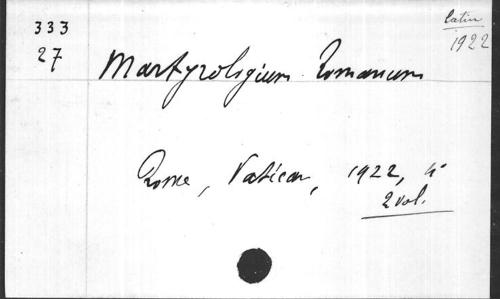 333
27
latin
1922
Martyrologium Romanum
Rome, Vatican, 1922, 4°
2 vol.